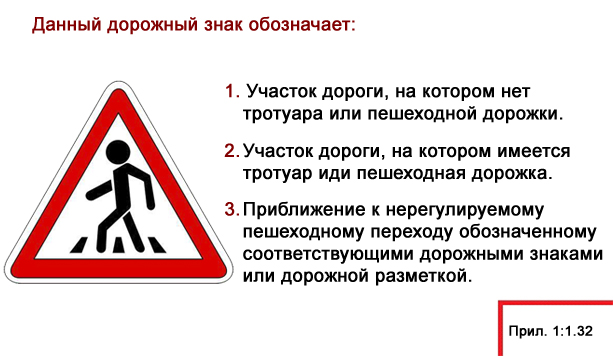 Данный дорожный знак обозначает:
1. Участок дороги, на котором нет
тротуара или пешеходной дорожки.
2. Участок дороги, на котором имеется
тротуар иди пешеходная дорожка.
3. Приближение к нерегулируемому
пешеходному переходу обозначенному
соответствующими дорожными знаками
или дорожной разметкой.
Прил. 1:1.32